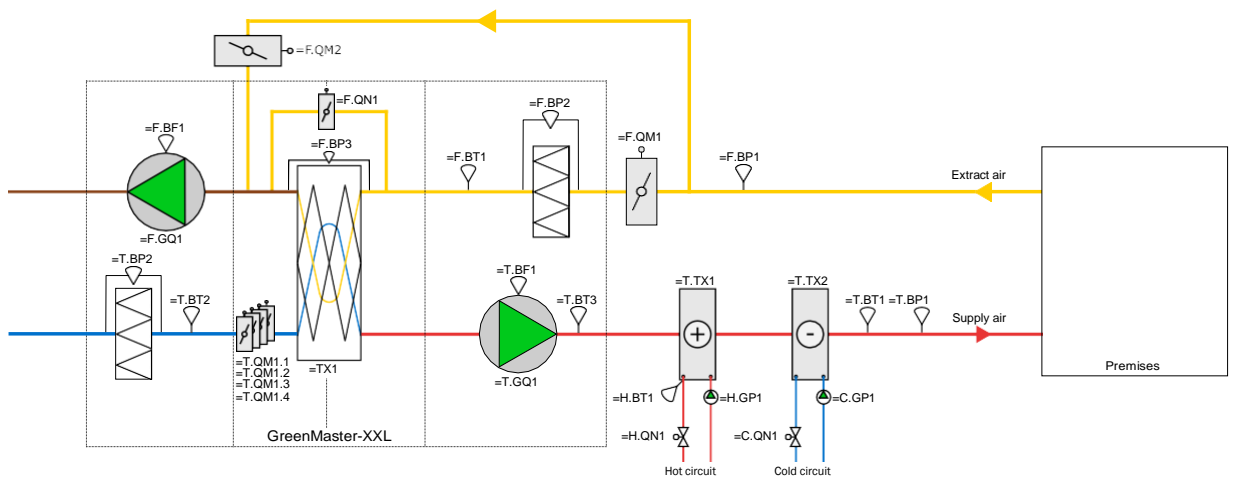 =F.QM2
=F.QN1
=F.BP2
=F.BF1
=F.BP3
=F.QM1
=F.BT1
=F.BP1
Extract air
=F.GQ1
=T.BP2
=T.BF1
=T.TX1
=T.TX2
=T.BT2
=T.BT3
=T.BT1
=T.BP1
Supply air
=T.QM1.1
=T.QM1.2
=T.QM1.3
=T.QM1.4
=TX1
=T.GQ1
Premises
=H.BT1
=H.GP1
=C.GP1
GreenMaster-XXL
=H.QN1
=C.QN1
Hot circuit
Cold circuit